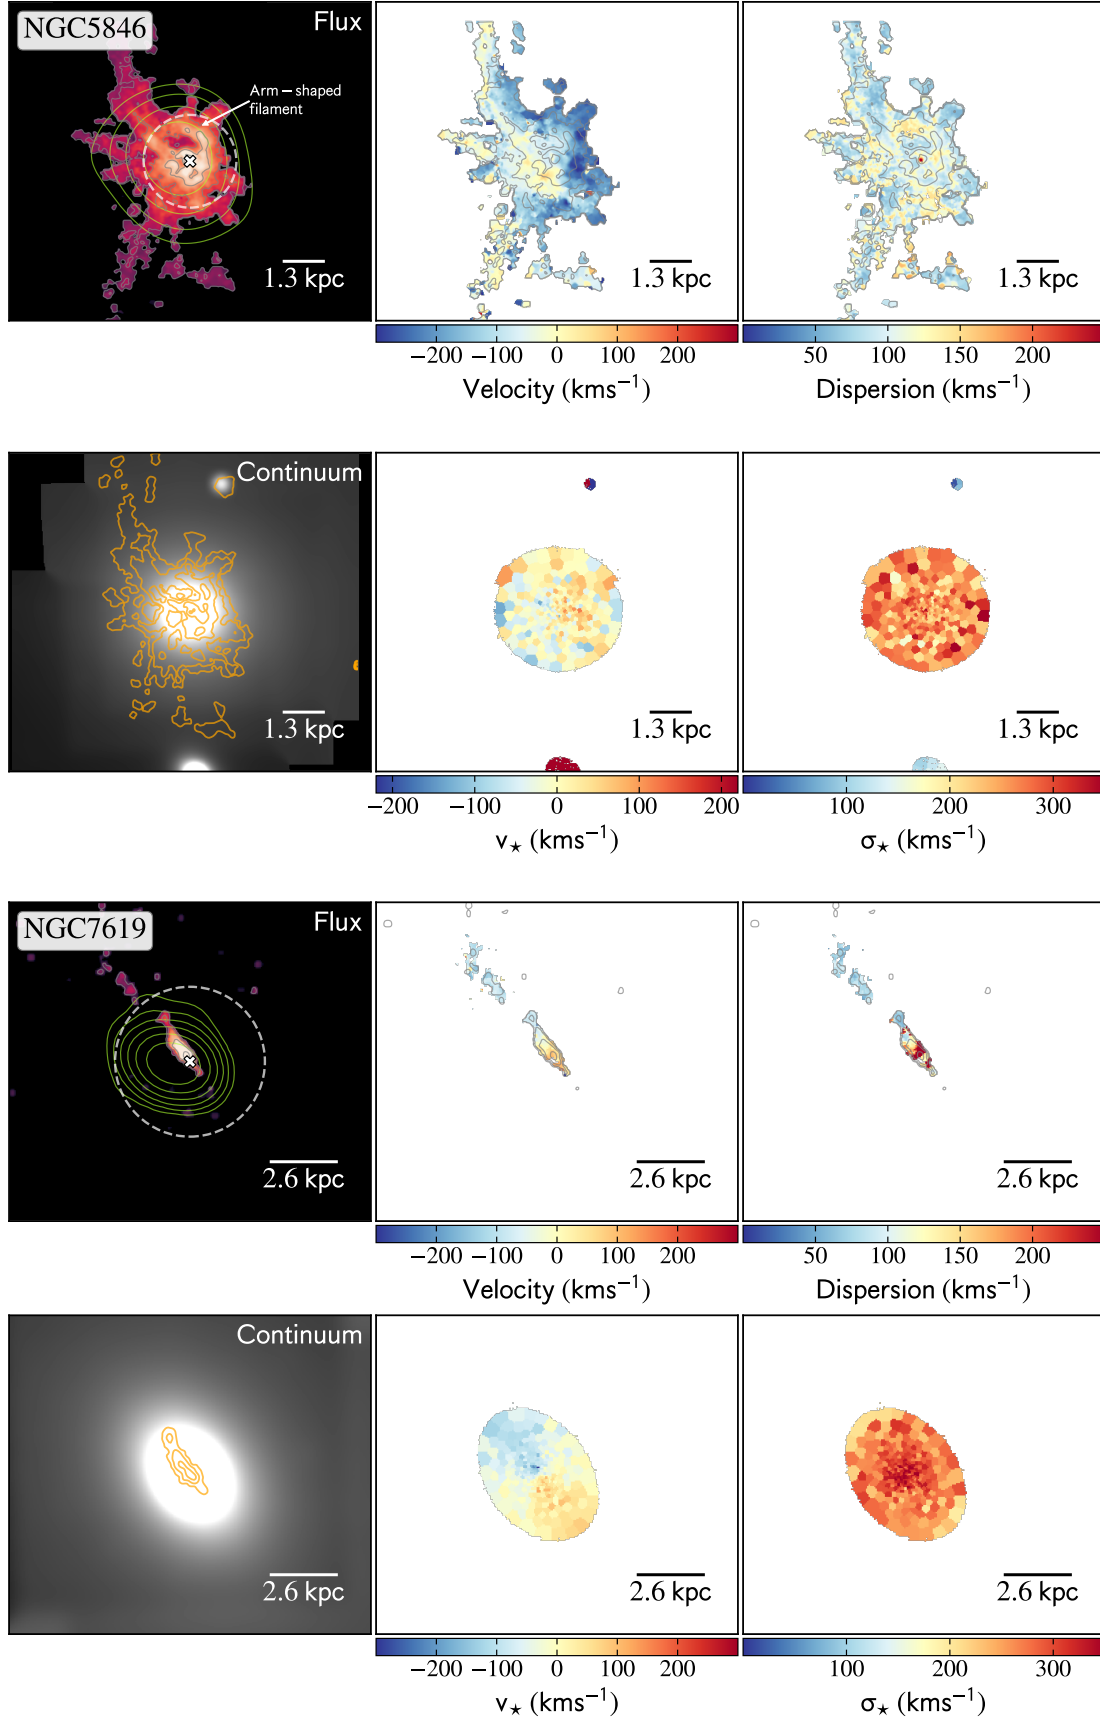 NGC5846
Flux
Arm – shaped
filament
1.3 kpc
1.3 kpc
1.3 kpc
−200 −100 0 100 200
50 100 150 200
Velocity (kms⁻¹)
Dispersion (kms⁻¹)
Continuum
1.3 kpc
1.3 kpc
1.3 kpc
−200 −100 0 100 200
100 200 300
v⋆ (kms⁻¹)
σ⋆ (kms⁻¹)
NGC7619
Flux
2.6 kpc
2.6 kpc
2.6 kpc
−200 −100 0 100 200
50 100 150 200
Velocity (kms⁻¹)
Dispersion (kms⁻¹)
Continuum
2.6 kpc
2.6 kpc
2.6 kpc
−200 −100 0 100 200
100 200 300
v⋆ (kms⁻¹)
σ⋆ (kms⁻¹)